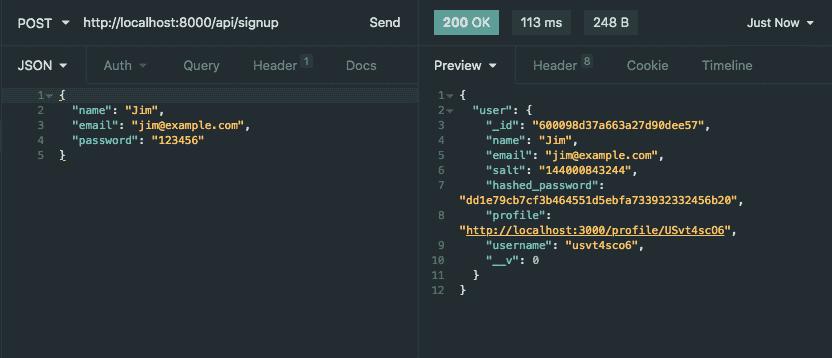 POST http://localhost:8000/api/signup Send 200 OK 113 ms 248 B Just Now
JSON Auth Query Header 1 Docs Preview Header 8 Cookie Timeline
1 {
2 "name": "Jim",
3 "email": "jim@example.com",
4 "password": "123456"
5 }
1 {
2 "user": {
3 "_id": "600098d37a663a27d90dee57",
4 "name": "Jim",
5 "email": "jim@example.com",
6 "salt": "144000843244",
7 "hashed_password":
"dd1e79cb7cf3b464551d5ebfa733932332456b20",
8 "profile":
"http://localhost:3000/profile/USvt4scO6",
9 "username": "usvt4sco6",
10 "__v": 0
11 }
12 }